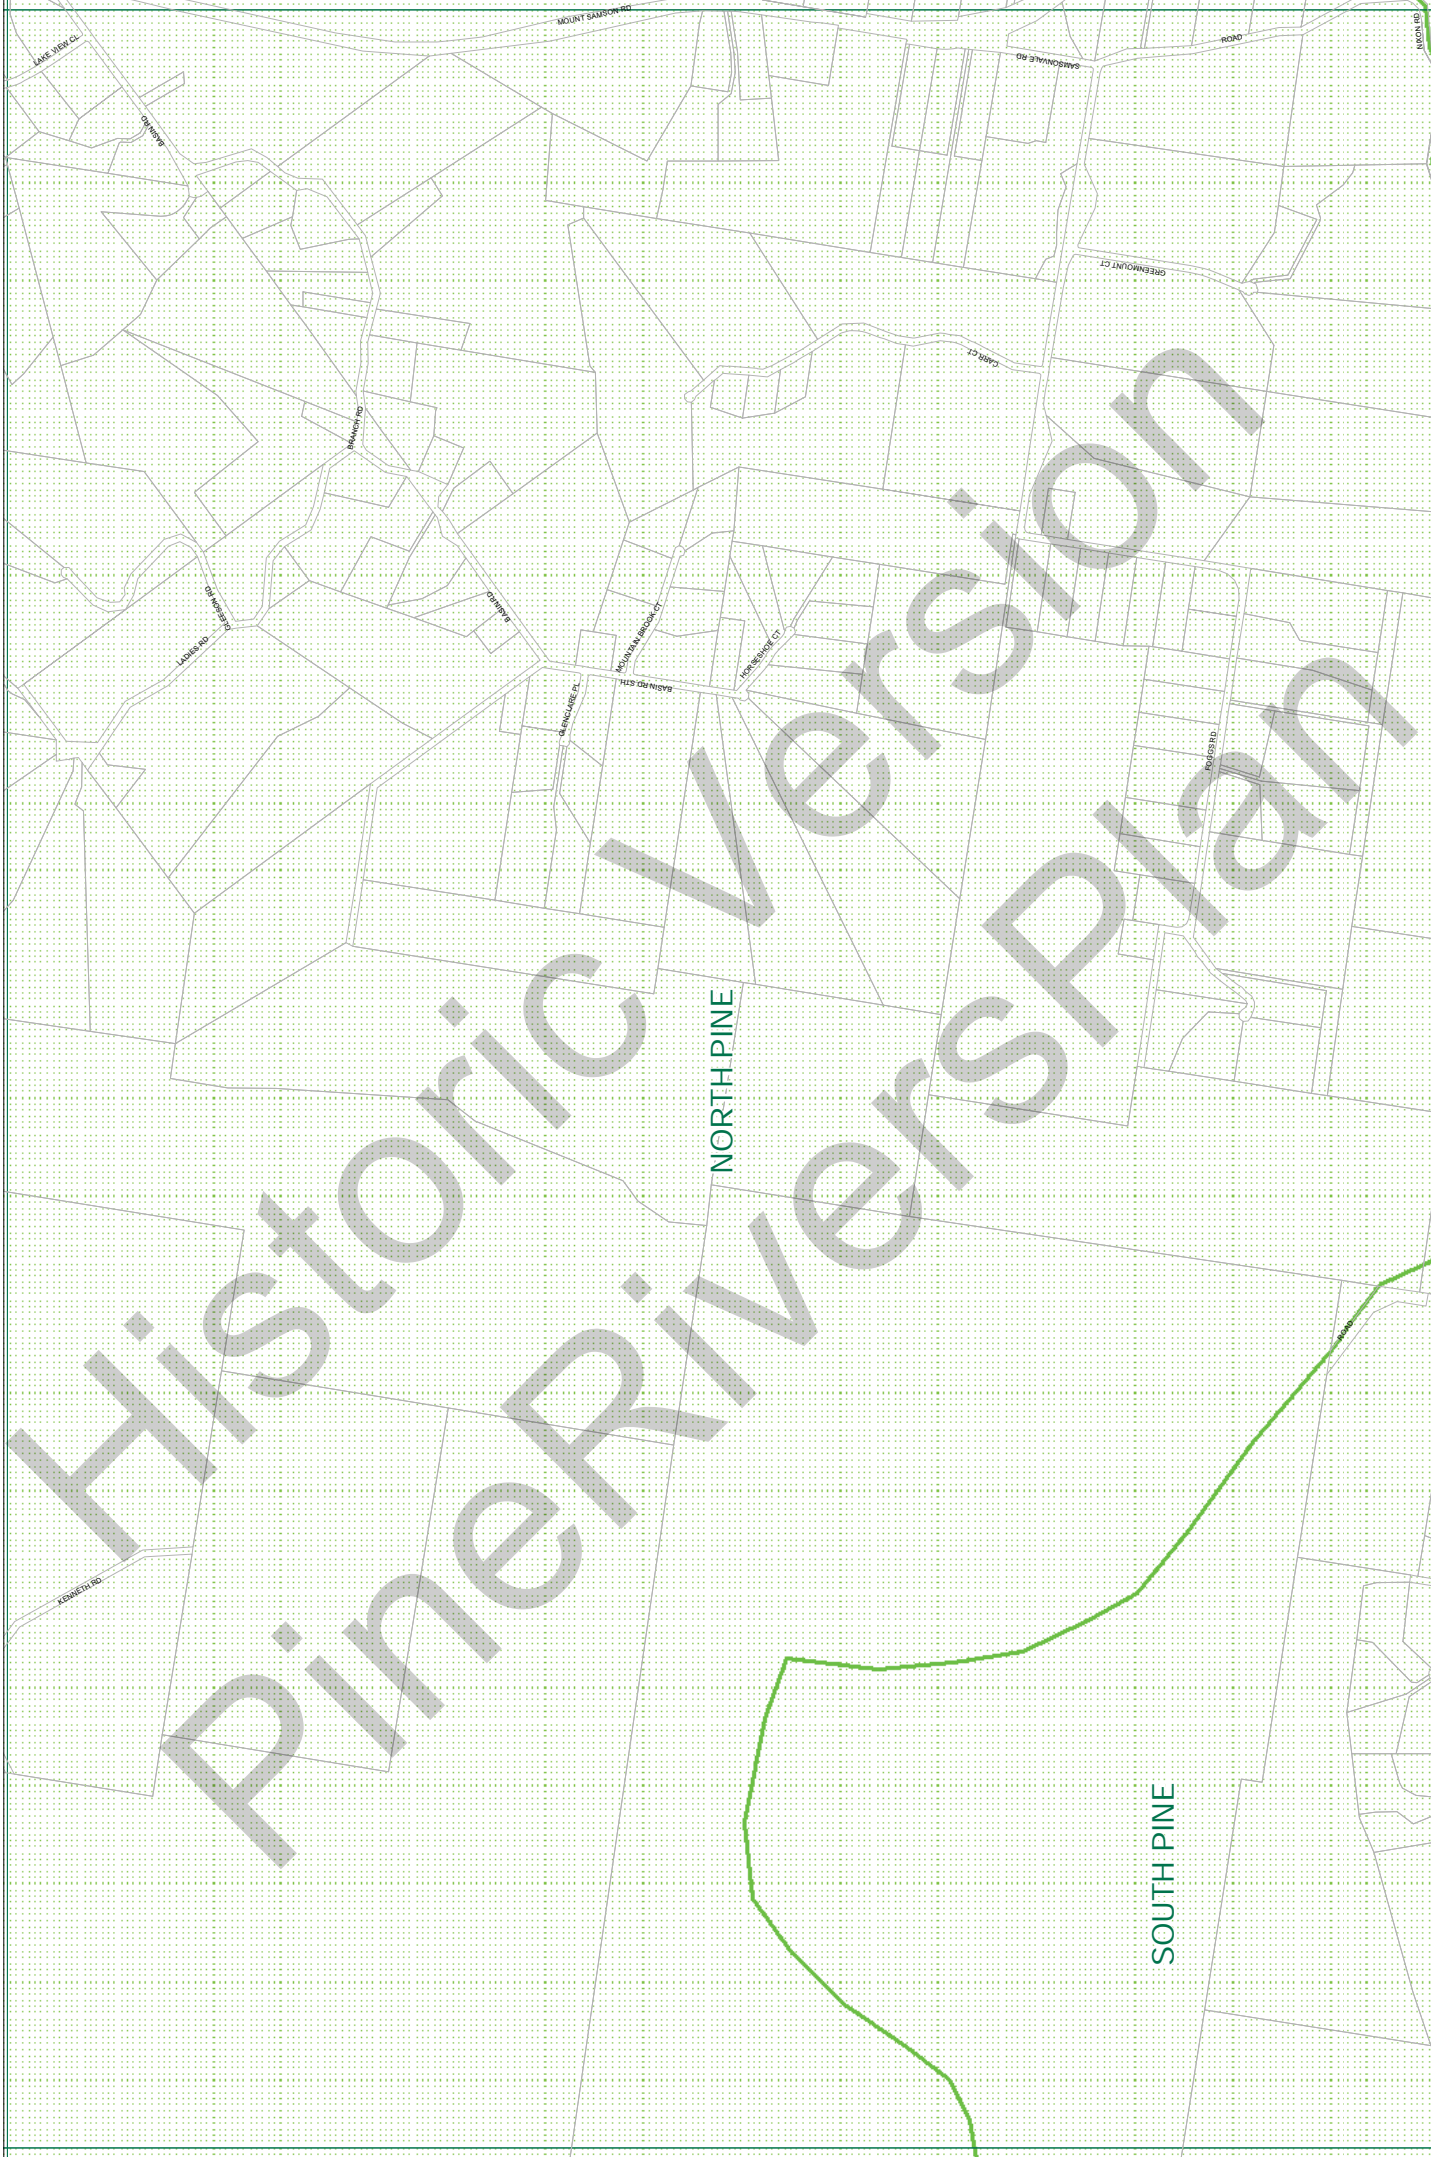 MOUNT SAMSON RD
NIXON RD
LAKE VIEW CL
ROAD
SAMSONVALE RD
BASIN RD
GREENMOUNT CT
CARR CT
BRANCH RD
GLEESON RD
BASIN RD
LADIES RD
MOUNTAIN BROOK CT
HORSESHOE CT
BASIN RD STH
GLENCLARE PL
FOGGS RD
Historic Version
PineRiversPlan
NORTH PINE
ROAD
KENNETH RD
SOUTH PINE